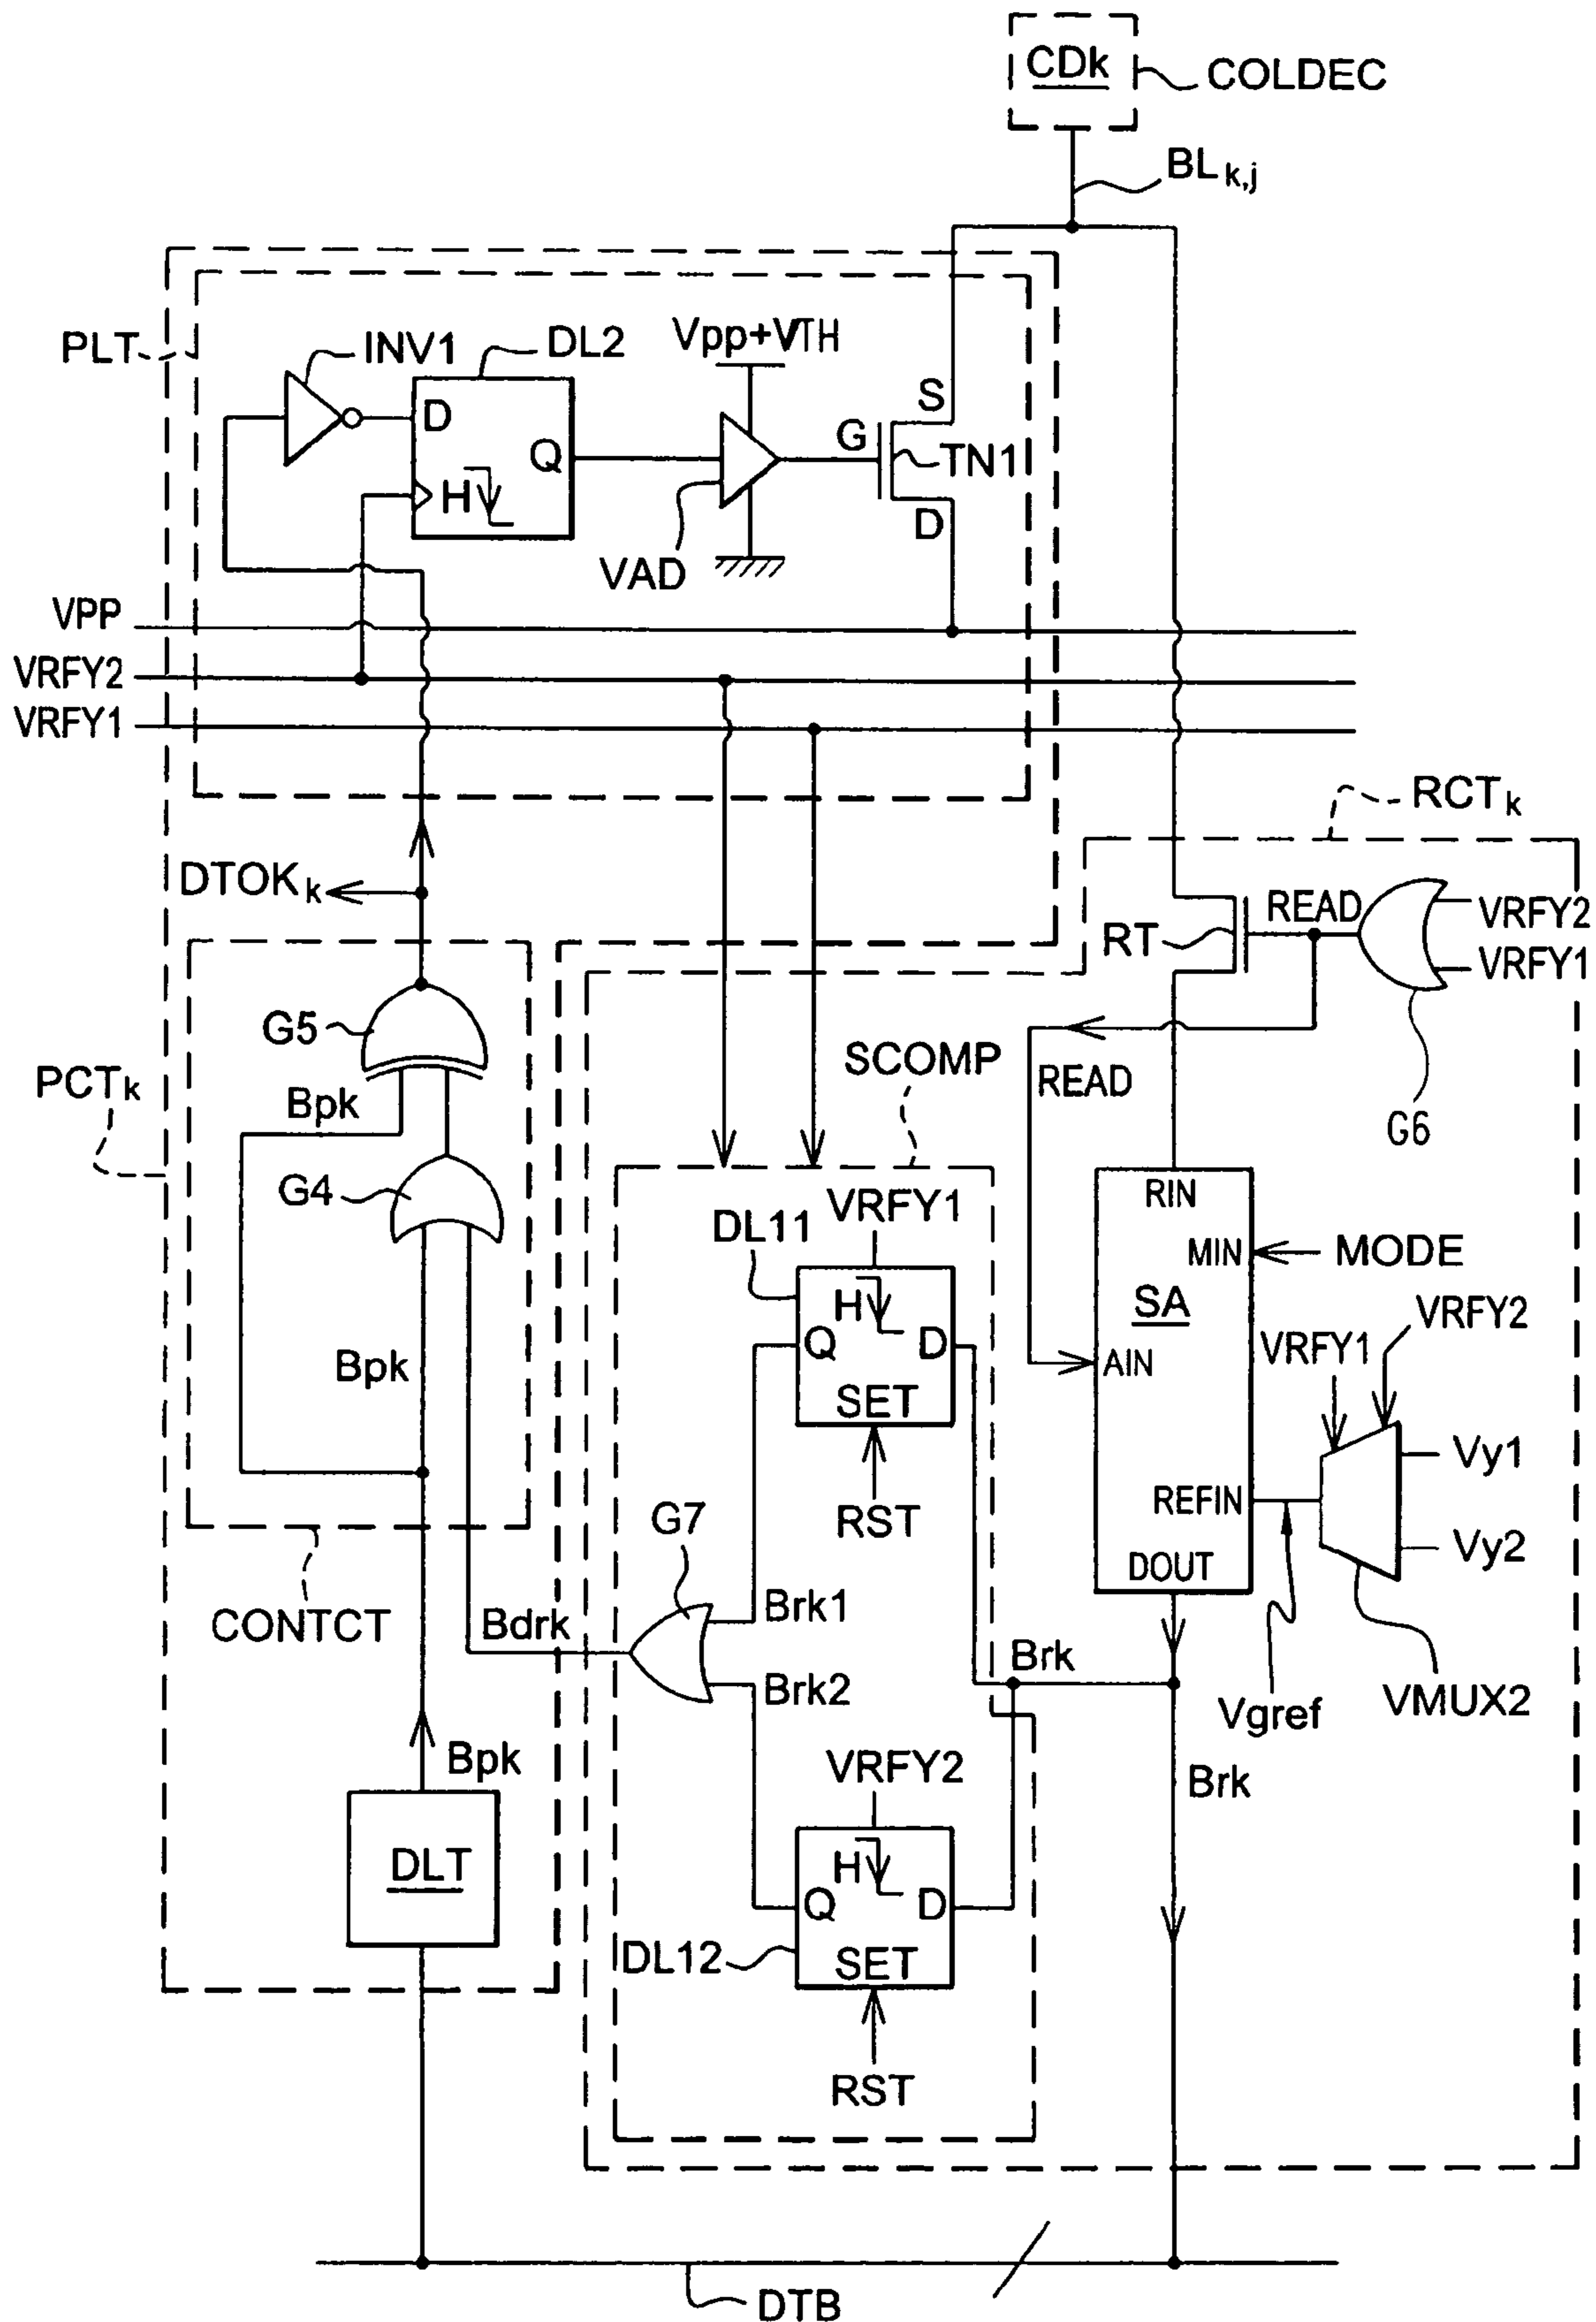 CDk
COLDEC
BLk,j
PLT
INV1
DL2
Vpp+VTH
D
Q
H
VAD
G
S
TN1
D
VPP
VRFY2
VRFY1
RCTk
DTOKk
READ
VRFY2
VRFY1
RT
G5
SCOMP
READ
G6
PCTk
Bpk
G4
VRFY1
DL11
RIN
MIN
MODE
H
SA
VRFY2
VRFY1
Bpk
Q
D
AIN
SET
Vy1
REFIN
RST
G7
Vy2
DOUT
CONTCT
Brk1
Bdrk
Brk
Brk2
Vgref
VMUX2
Bpk
VRFY2
Brk
DLT
H
Q
D
DL12
SET
RST
DTB